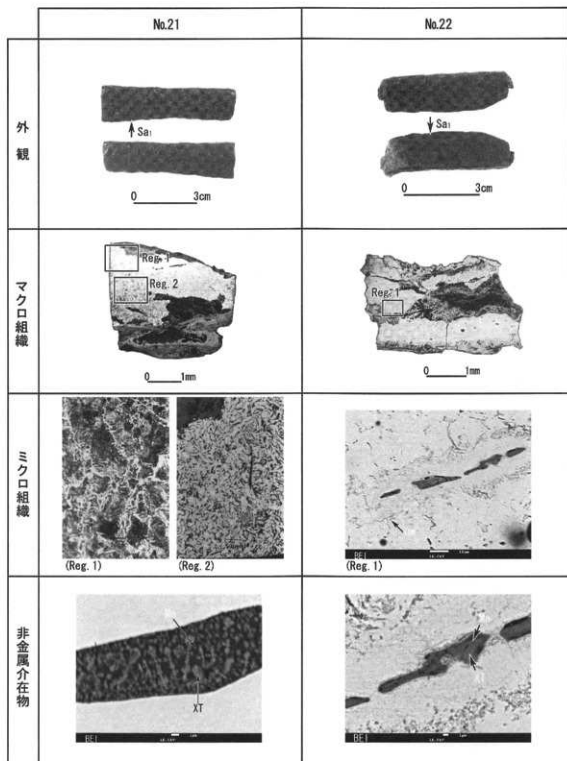 No.21
No.22
外観
Sa₁
0 3cm
Sa₁
0 3cm
マクロ組織
Reg. 1
Reg. 2
0 1mm
Reg. 1
0 1mm
ミクロ組織
(Reg. 1)
(Reg. 2)
BEI
(Reg. 1)
非金属介在物
XT
BEI
BEI